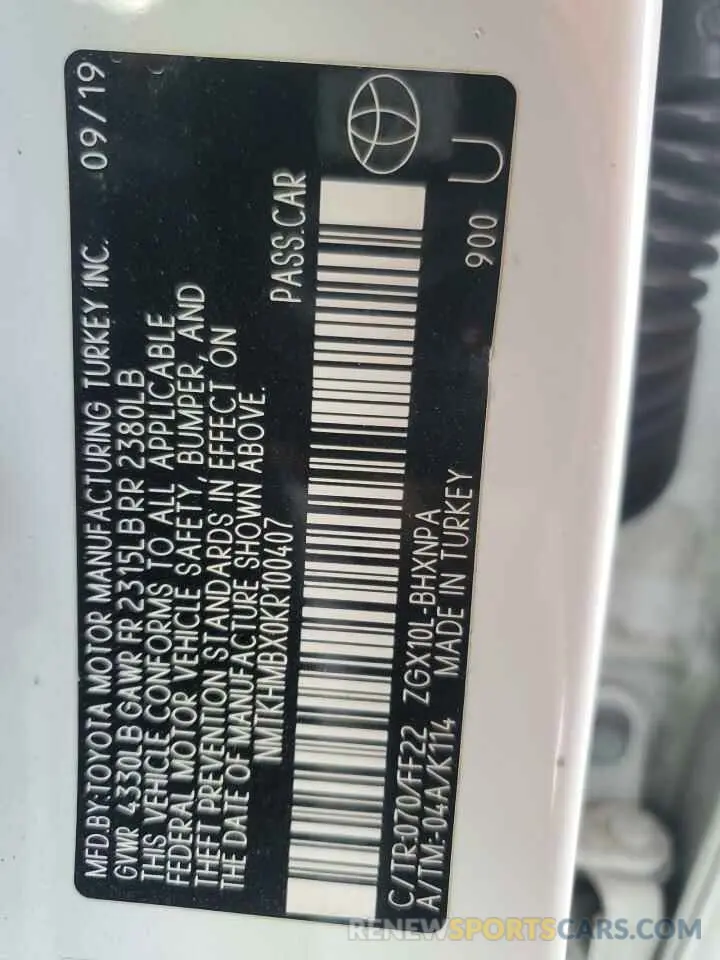 MFD.BY:TOYOTA MOTOR MANUFACTURING TURKEY INC. 09/19
GVWR 4330LB GAWR FR 2315LB RR 2380LB
THIS VEHICLE CONFORMS TO ALL APPLICABLE
FEDERAL MOTOR VEHICLE SAFETY, BUMPER, AND
THEFT PREVENTION STANDARDS IN EFFECT ON
THE DATE OF MANUFACTURE SHOWN ABOVE.
NMTKHMBX0KR100407 PASS.CAR
C/TR:070/FF22 ZGX10L-BHXNPA
A/TM:-04A/K114 MADE IN TURKEY 900 U
RENEWSPORTSCARS.COM